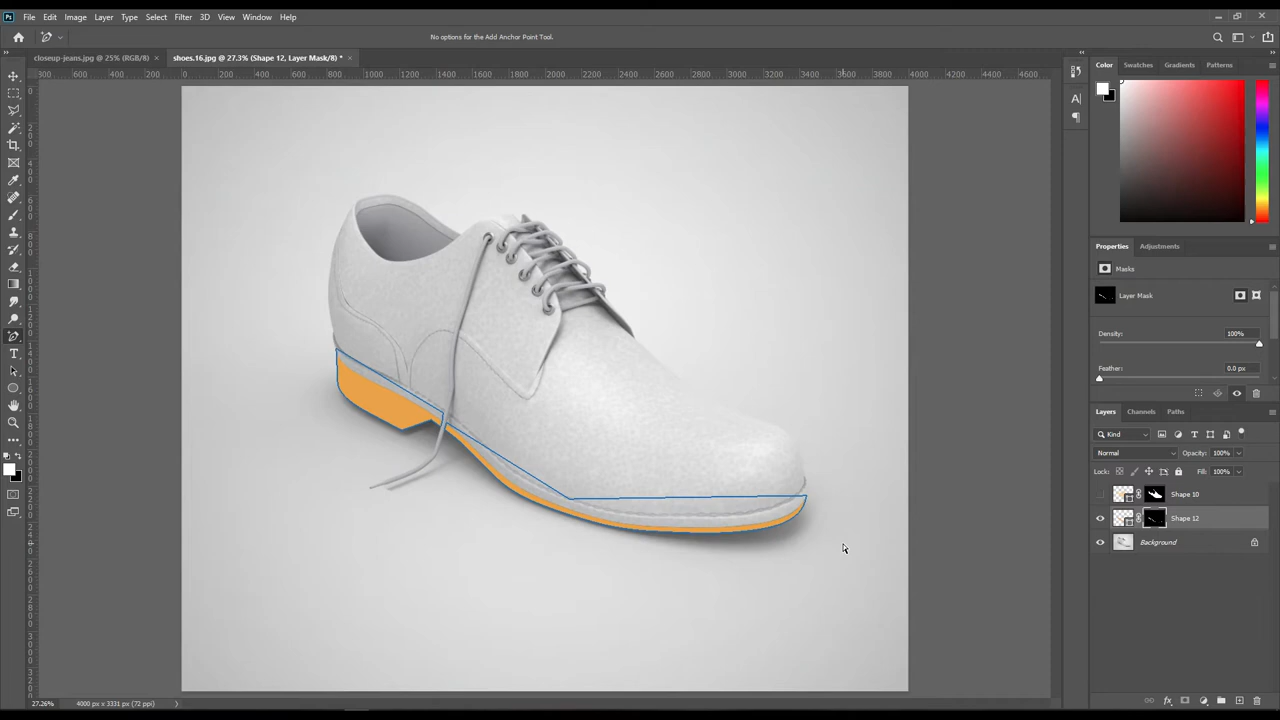 Ps File Edit Image Layer Type Select Filter 3D View Window Help
No options for the Add Anchor Point Tool.
closeup-jeans.jpg @ 25% (RGB/8) × shoes.16.jpg @ 27.3% (Shape 12, Layer Mask/8) * ×
Color Swatches Gradients Patterns
Properties Adjustments
Masks
Layer Mask
Density: 100%
Feather: 0.0 px
Layers Channels Paths
Kind
Normal Opacity: 100%
Lock: Fill: 100%
Shape 10
Shape 12
Background
27.26% 4000 px x 3331 px (72 ppi)